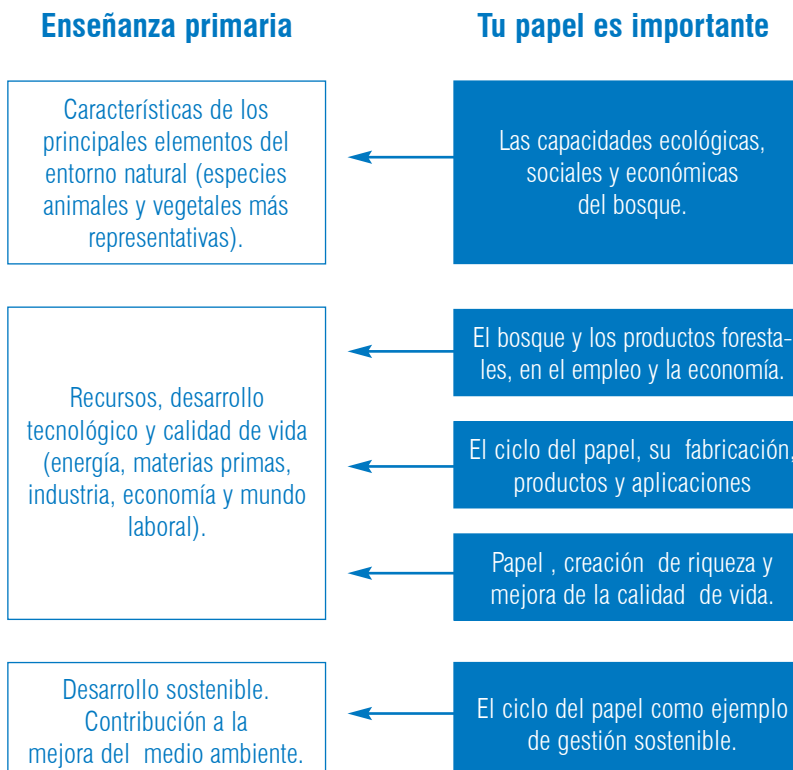 Enseñanza primaria
Tu papel es importante
Características de los
principales elementos del
entorno natural (especies
animales y vegetales más
representativas).
Las capacidades ecológicas,
sociales y económicas
del bosque.
Recursos, desarrollo
tecnológico y calidad de vida
(energía, materias primas,
industria, economía y mundo
laboral).
El bosque y los productos foresta-
les, en el empleo y la economía.
El ciclo del papel, su fabricación,
productos y aplicaciones
Papel , creación de riqueza y
mejora de la calidad de vida.
Desarrollo sostenible.
Contribución a la
mejora del medio ambiente.
El ciclo del papel como ejemplo
de gestión sostenible.